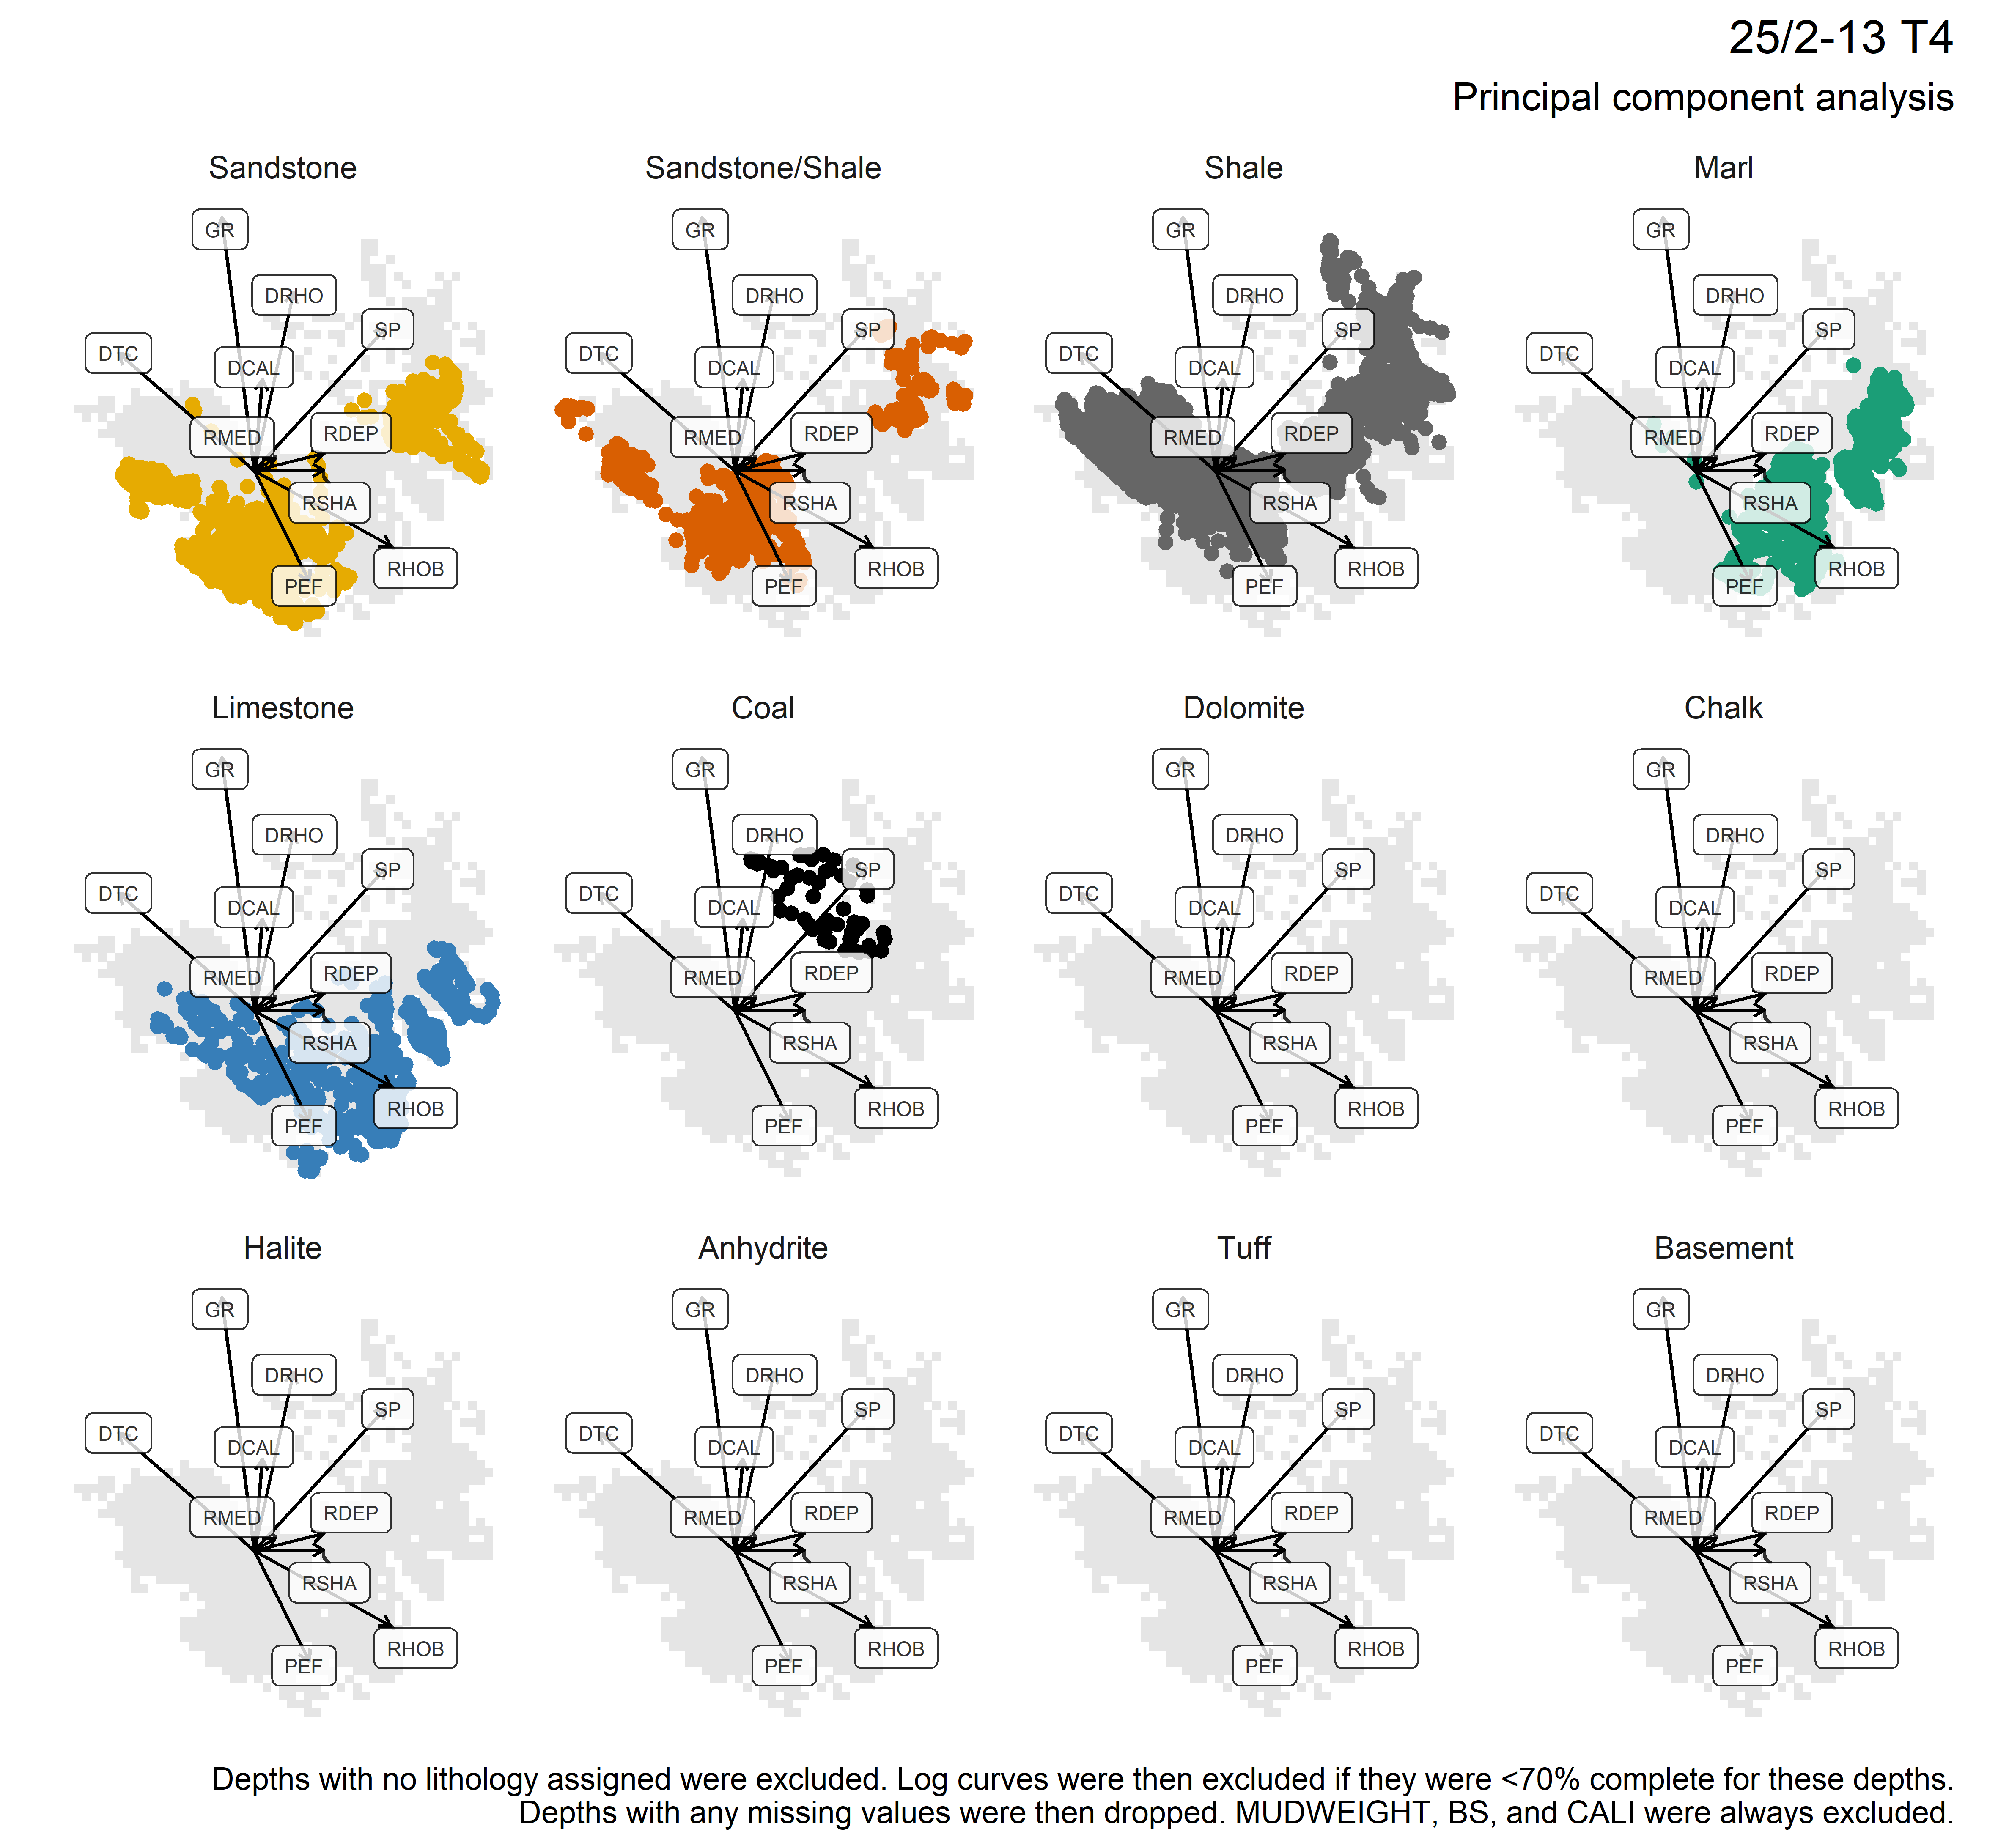 25/2-13 T4
Principal component analysis
Sandstone
GR
DRHO
SP
DTC
DCAL
RMED
RDEP
RSHA
RHOB
PEF
Sandstone/Shale
GR
DRHO
SP
DTC
DCAL
RMED
RDEP
RSHA
RHOB
PEF
Shale
GR
DRHO
SP
DTC
DCAL
RMED
RDEP
RSHA
RHOB
PEF
Marl
GR
DRHO
SP
DTC
DCAL
RMED
RDEP
RSHA
RHOB
PEF
Limestone
GR
DRHO
SP
DTC
DCAL
RMED
RDEP
RSHA
RHOB
PEF
Coal
GR
DRHO
SP
DTC
DCAL
RMED
RDEP
RSHA
RHOB
PEF
Dolomite
GR
DRHO
SP
DTC
DCAL
RMED
RDEP
RSHA
RHOB
PEF
Chalk
GR
DRHO
SP
DTC
DCAL
RMED
RDEP
RSHA
RHOB
PEF
Halite
GR
DRHO
SP
DTC
DCAL
RMED
RDEP
RSHA
RHOB
PEF
Anhydrite
GR
DRHO
SP
DTC
DCAL
RMED
RDEP
RSHA
RHOB
PEF
Tuff
GR
DRHO
SP
DTC
DCAL
RMED
RDEP
RSHA
RHOB
PEF
Basement
GR
DRHO
SP
DTC
DCAL
RMED
RDEP
RSHA
RHOB
PEF
Depths with no lithology assigned were excluded. Log curves were then excluded if they were <70% complete for these depths.
Depths with any missing values were then dropped. MUDWEIGHT, BS, and CALI were always excluded.